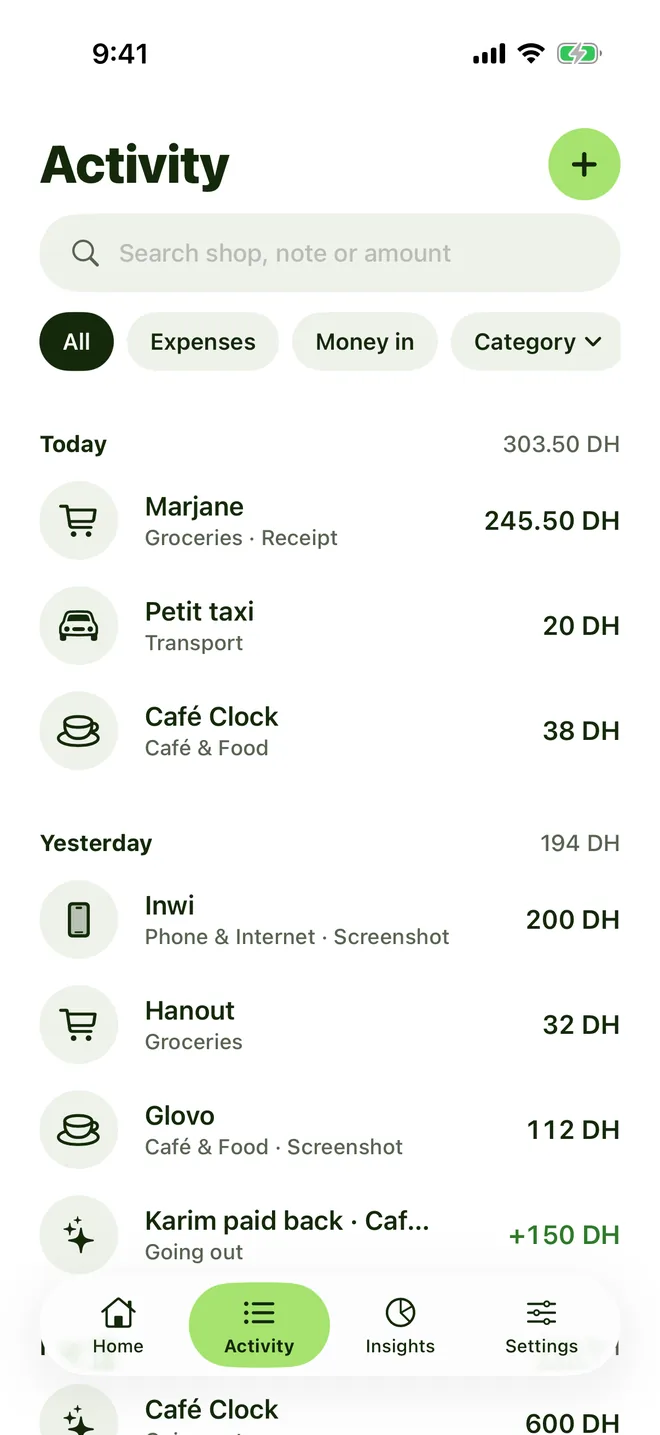 9:41
Activity
Search shop, note or amount
All
Expenses
Money in
Category
Today
303.50 DH
Marjane
245.50 DH
Groceries · Receipt
Petit taxi
20 DH
Transport
Café Clock
38 DH
Café & Food
Yesterday
194 DH
Inwi
200 DH
Phone & Internet · Screenshot
Hanout
32 DH
Groceries
Glovo
112 DH
Café & Food · Screenshot
Karim paid back · Caf...
+150 DH
Going out
Home
Activity
Insights
Settings
Café Clock
600 DH